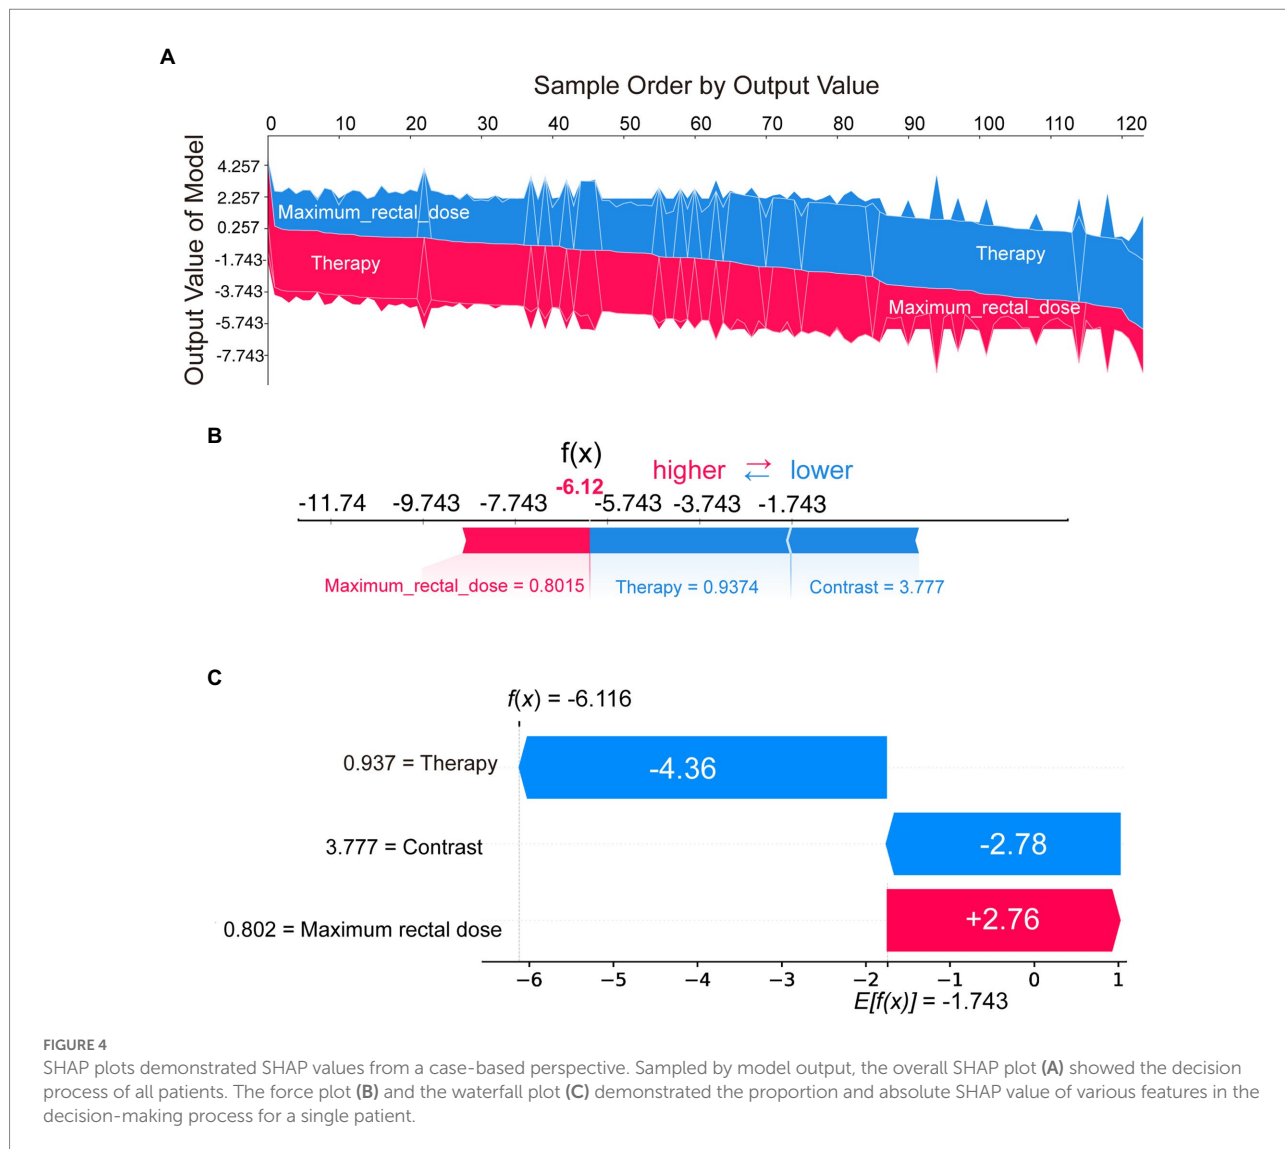 A
Sample Order by Output Value
0 10 20 30 40 50 60 70 80 90 100 110 120
Output Value of Model
4.257
2.257
0.257
-1.743
-3.743
-5.743
-7.743
Maximum_rectal_dose
Therapy
Therapy
Maximum_rectal_dose
B
f(x)
higher lower
-6.12
-11.74 -9.743 -7.743 -5.743 -3.743 -1.743
Maximum_rectal_dose = 0.8015 Therapy = 0.9374 Contrast = 3.777
C
f(x) = -6.116
0.937 = Therapy -4.36
3.777 = Contrast -2.78
0.802 = Maximum rectal dose +2.76
−6 −5 −4 −3 −2 −1 0 1
E[f(x)] = -1.743
FIGURE 4
SHAP plots demonstrated SHAP values from a case-based perspective. Sampled by model output, the overall SHAP plot (A) showed the decision
process of all patients. The force plot (B) and the waterfall plot (C) demonstrated the proportion and absolute SHAP value of various features in the
decision-making process for a single patient.